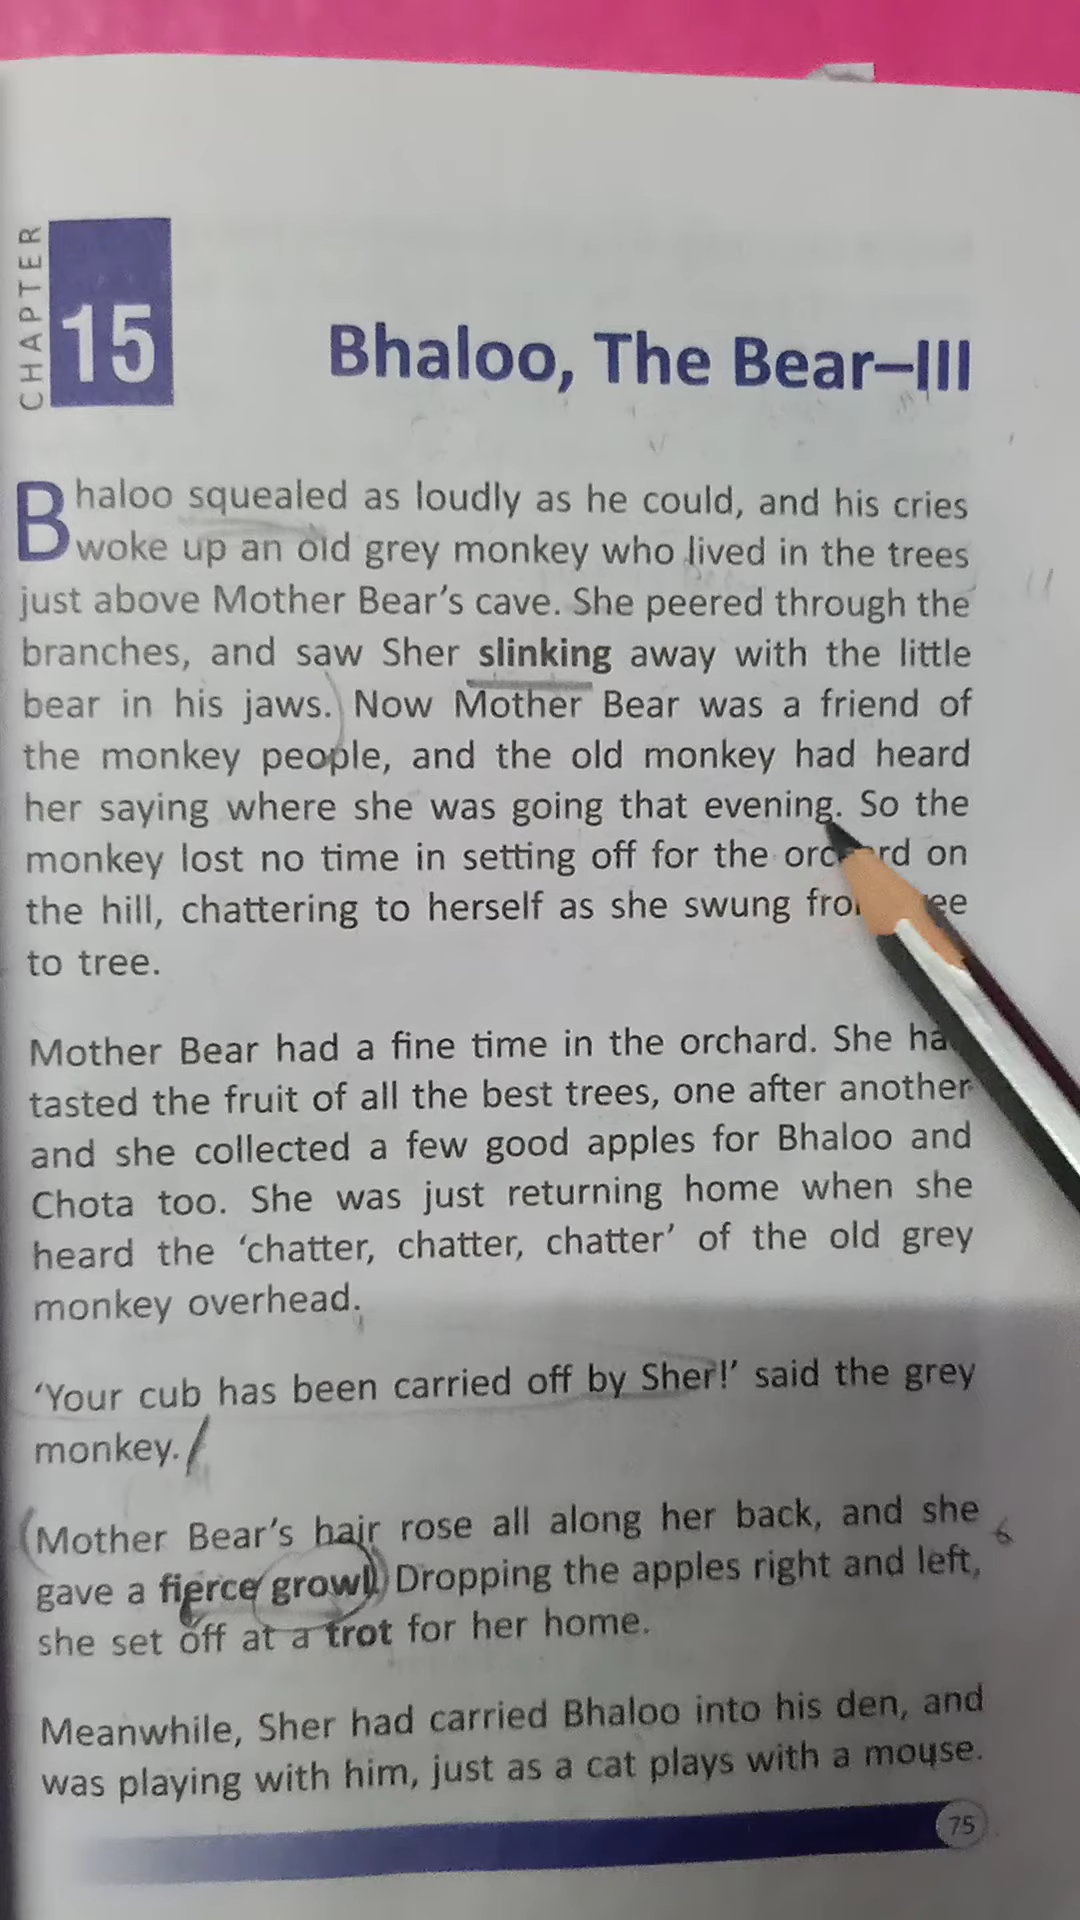 CHAPTER
15
Bhaloo, The Bear–III
Bhaloo squealed as loudly as he could, and his cries
woke up an old grey monkey who lived in the trees
just above Mother Bear's cave. She peered through the
branches, and saw Sher slinking away with the little
bear in his jaws. Now Mother Bear was a friend of
the monkey people, and the old monkey had heard
her saying where she was going that evening. So the
monkey lost no time in setting off for the on
the hill, chattering to herself as she swung
to tree.
Mother Bear had a fine time in the orchard. She
tasted the fruit of all the best trees, one after another
and she collected a few good apples for Bhaloo and
Chota too. She was just returning home when she
heard the ‘chatter, chatter, chatter’ of the old grey
monkey overhead.
‘Your cub has been carried off by Sher!’ said the grey
monkey.
Mother Bear's hair rose all along her back, and she
gave a fierce growl. Dropping the apples right and left,
she set off at a trot for her home.
Meanwhile, Sher had carried Bhaloo into his den, and
was playing with him, just as a cat plays with a mouse.
75